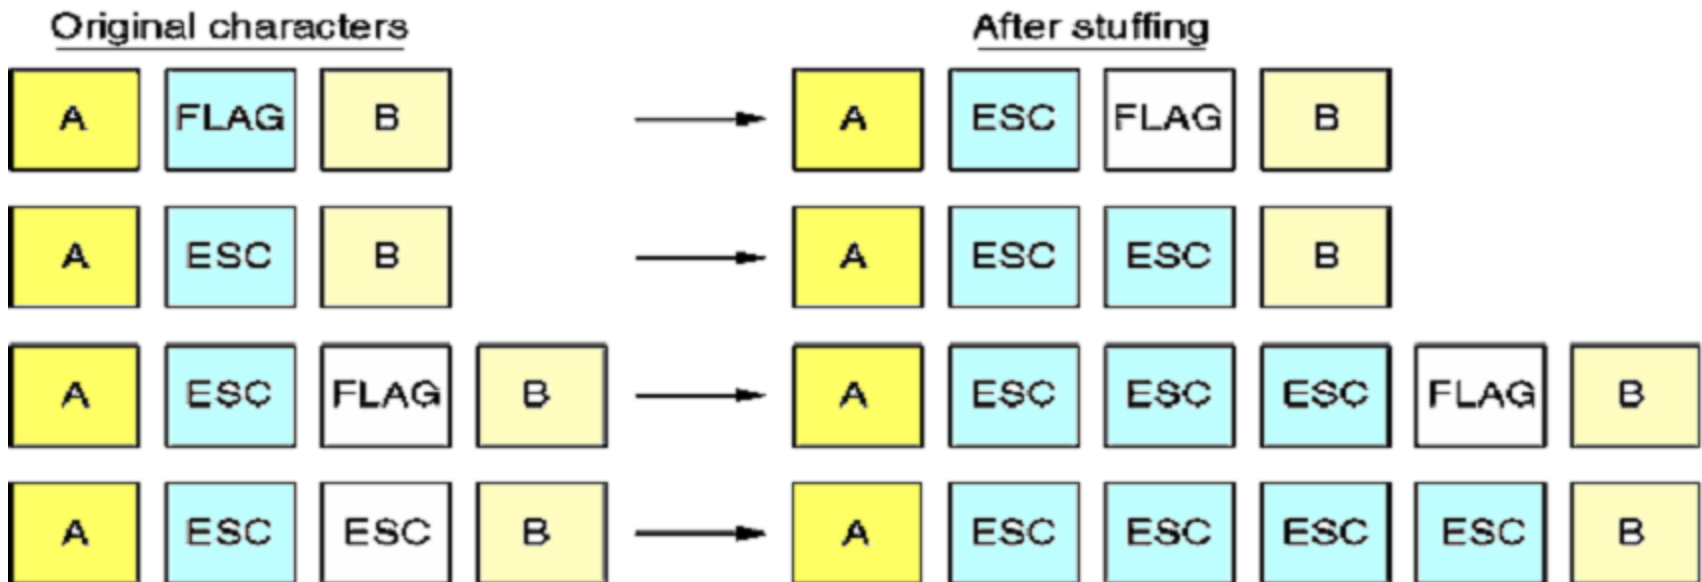 Original characters After stuffing
A FLAG B A ESC FLAG B
A ESC B A ESC ESC B
A ESC FLAG B A ESC ESC ESC FLAG B
A ESC ESC B A ESC ESC ESC ESC B